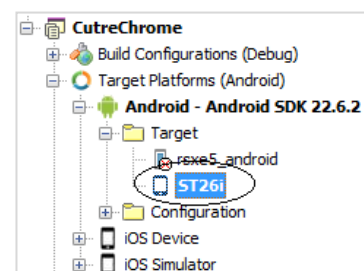 CutreChrome
Build Configurations (Debug)
Target Platforms (Android)
Android - Android SDK 22.6.2
Target
rsxe5_android
ST26i
Configuration
iOS Device
iOS Simulator